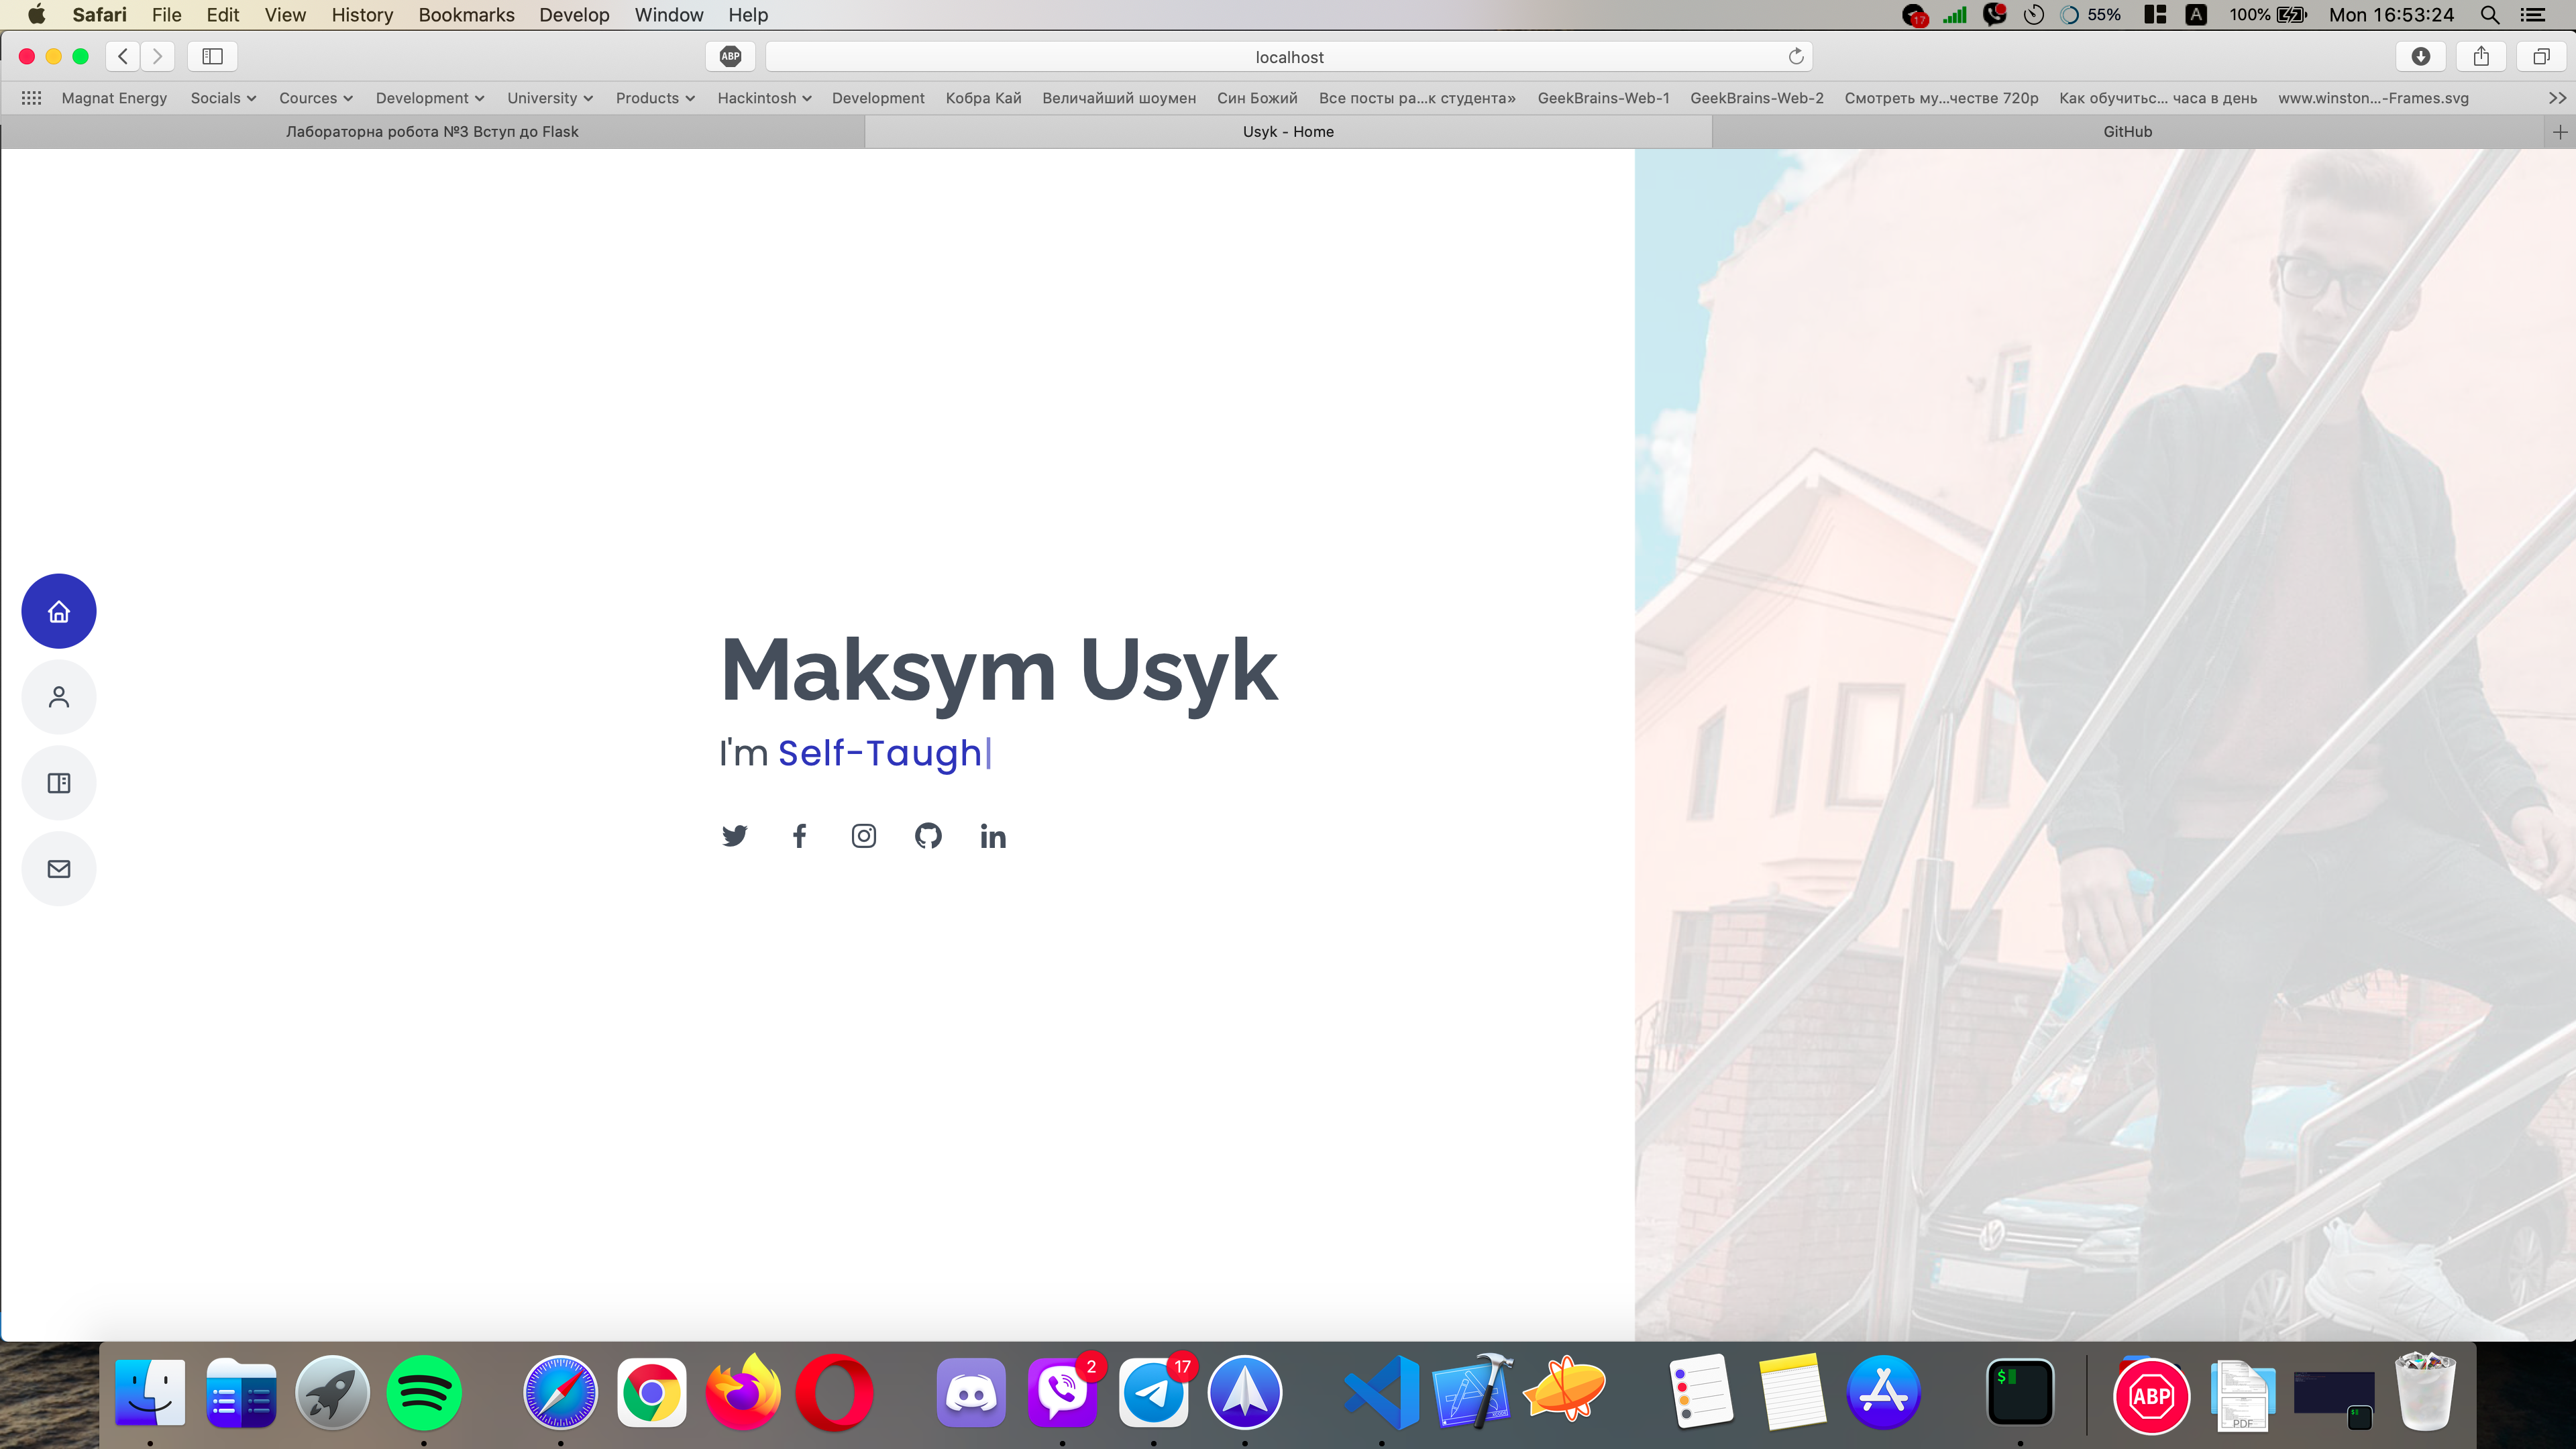 Safari File Edit View History Bookmarks Develop Window Help 17 55% A 100% Mon 16:53:24
ABP localhost
Magnat Energy Socials Cources Development University Products Hackintosh Development Кобра Кай Величайший шоумен Син Божий Все посты ра...к студента» GeekBrains-Web-1 GeekBrains-Web-2 Смотреть му...честве 720p Как обучитьс... часа в день www.winston...-Frames.svg
Лабораторна робота №3 Вступ до Flask Usyk - Home GitHub
Maksym Usyk
I'm Self-Taugh
2 17 $ ABP PDF